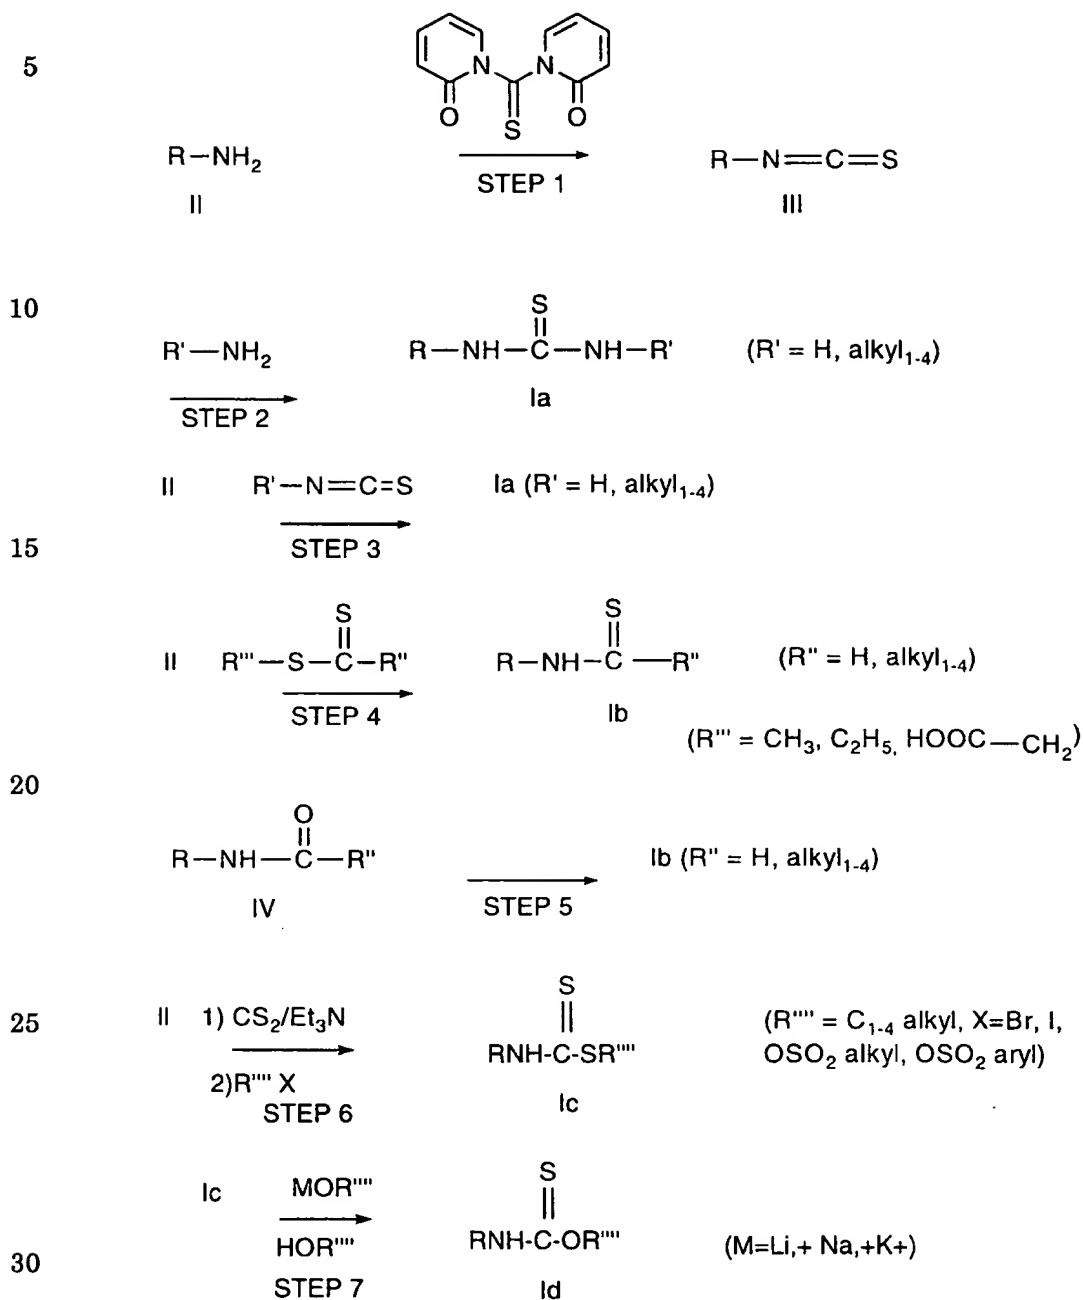 5
N N
O S O
R—NH2 STEP 1 R—N=C=S
II III
10
S
R'—NH2 R—NH—C—NH—R' (R' = H, alkyl1-4)
STEP 2 Ia
II R'—N=C=S Ia (R' = H, alkyl1-4)
15 STEP 3
S S
II R'''—S—C—R'' R—NH—C—R'' (R'' = H, alkyl1-4)
STEP 4 Ib
(R''' = CH3, C2H5, HOOC—CH2)
20
O
R—NH—C—R'' Ib (R'' = H, alkyl1-4)
IV STEP 5
S
25 II 1) CS2/Et3N (R'''' = C1-4 alkyl, X=Br, I,
RNH-C-SR'''' OSO2 alkyl, OSO2 aryl)
2)R'''' X
STEP 6 Ic
S
Ic MOR''''
HOR'''' RNH-C-OR'''' (M=Li,+ Na,+K+)
30 STEP 7 Id